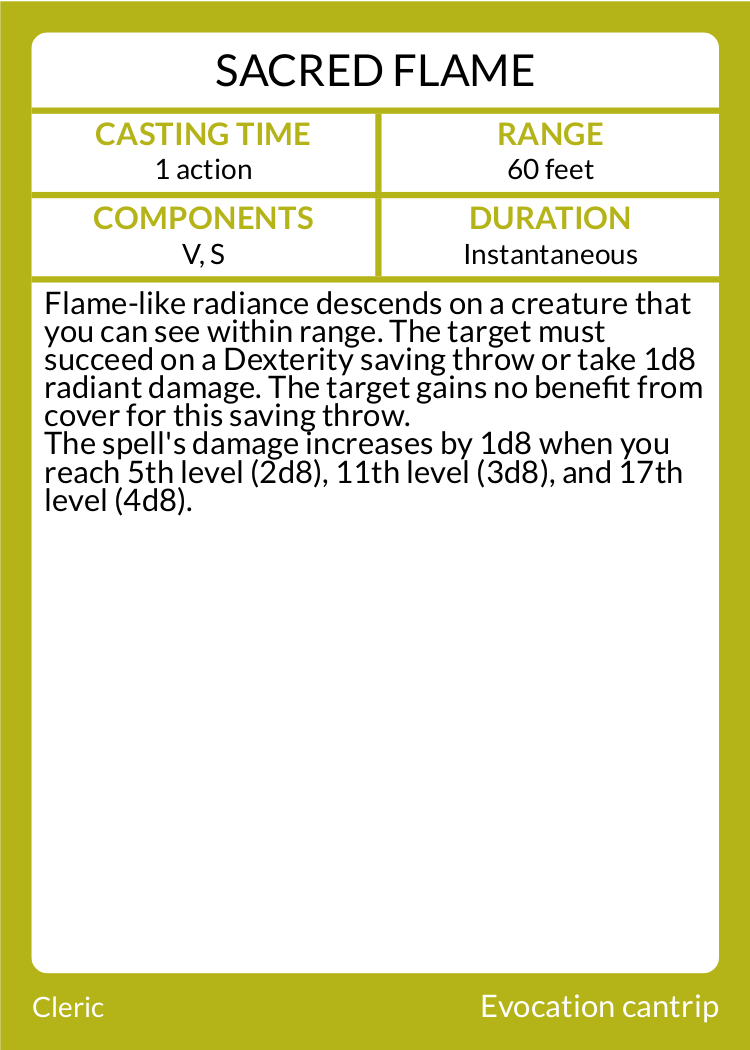 SACRED FLAME
CASTING TIME
1 action
RANGE
60 feet
COMPONENTS
V, S
DURATION
Instantaneous
Flame-like radiance descends on a creature that
you can see within range. The target must
succeed on a Dexterity saving throw or take 1d8
radiant damage. The target gains no benefit from
cover for this saving throw.
The spell's damage increases by 1d8 when you
reach 5th level (2d8), 11th level (3d8), and 17th
level (4d8).
Cleric
Evocation cantrip